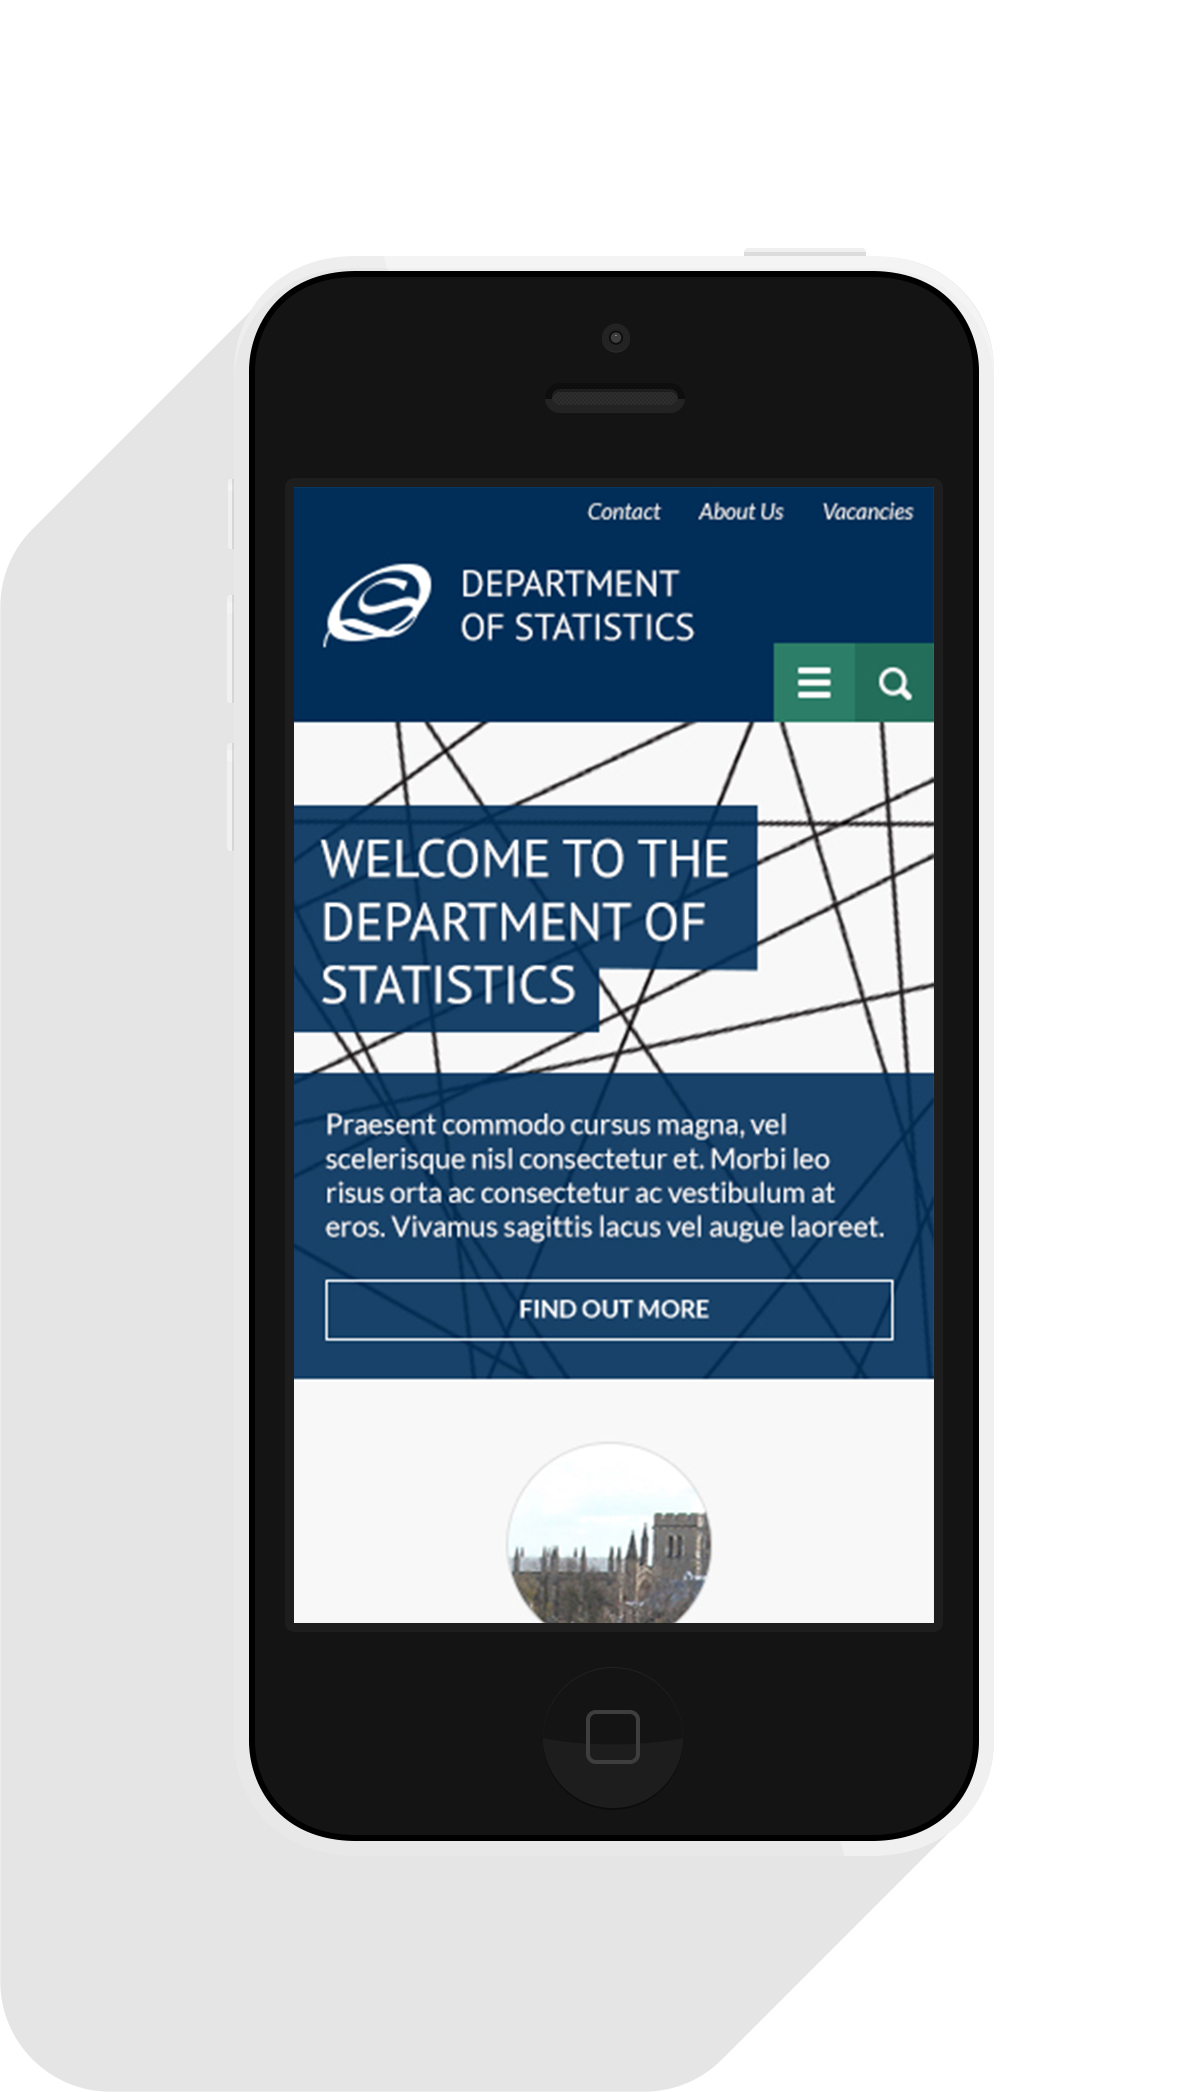 Contact About Us Vacancies
DEPARTMENT
OF STATISTICS
WELCOME TO THE
DEPARTMENT OF
STATISTICS
Praesent commodo cursus magna, vel
scelerisque nisl consectetur et. Morbi leo
risus orta ac consectetur ac vestibulum at
eros. Vivamus sagittis lacus vel augue laoreet.
FIND OUT MORE